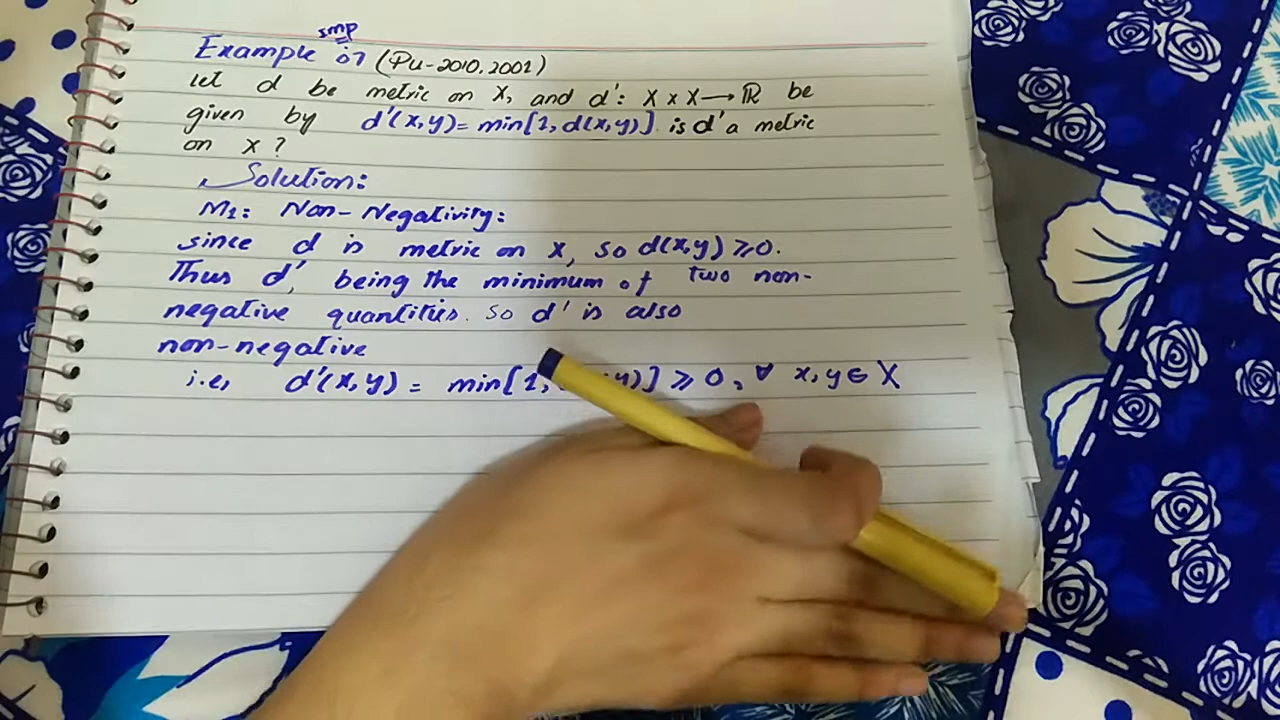 smp
Example 07 (Pu-2010, 2001)
let d be metric on X, and d': X x X → ℝ be
given by d'(x,y) = min[1, d(x,y)]. is d' a metric
on X ?
Solution:
M1: Non-Negativity:
since d is metric on X, so d(x,y) ≥ 0.
Thus d', being the minimum of two non-
negative quantities. So d' is also
non-negative
i.e, d'(x,y) = min[1, y)] ≥ 0, ∀ x,y ∈ X